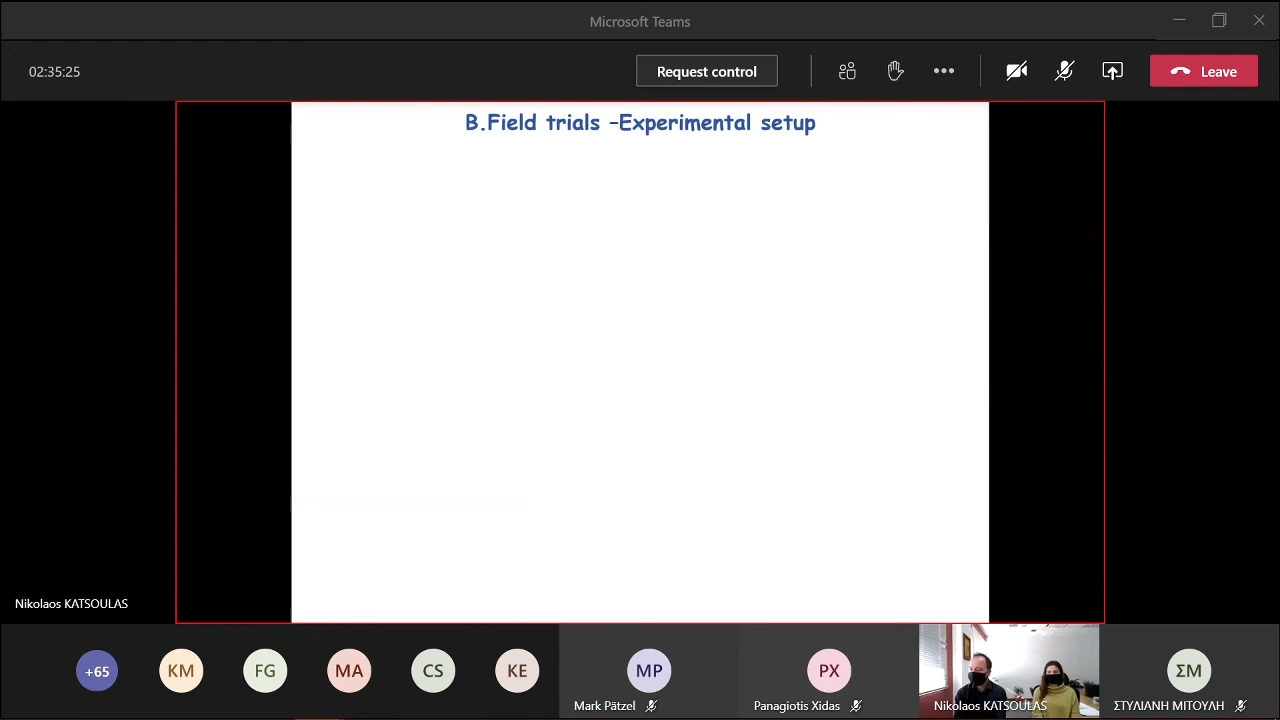 Microsoft Teams
02:35:25
Request control
Leave
B.Field trials –Experimental setup
Nikolaos KATSOULAS
+65
KM
FG
MA
CS
KE
MP
PX
ΣΜ
Mark Pätzel
Panagiotis Xidas
Nikolaos KATSOULAS
ΣΤΥΛΙΑΝΗ ΜΙΤΟΥΛΗ